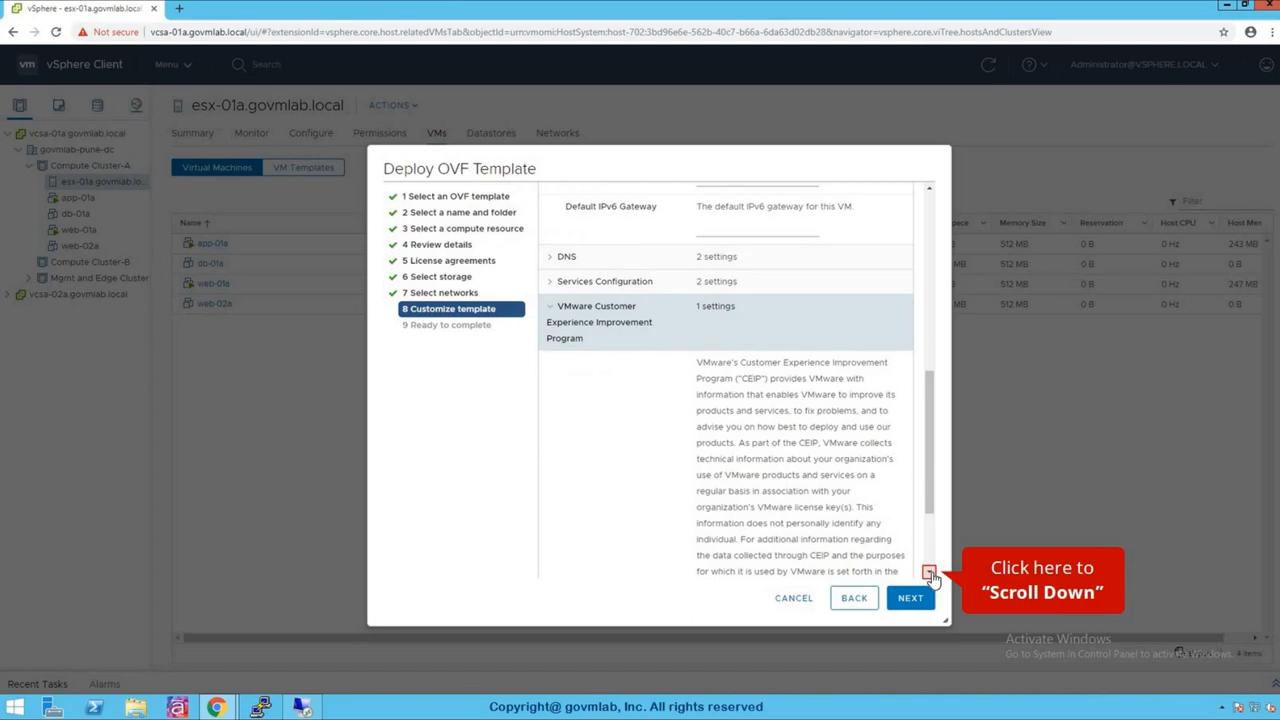 vSphere - esx-01a.govmlab.local
Not secure
vcsa-01a.govmlab.local/ui/#?extensionId=vsphere.core.host.relatedVMsTab&objectId=urn:vmomi:HostSystem:host-702:3bd96e6e-562b-40c7-b66a-6da63d02db28&navigator=vsphere.core.viTree.hostsAndClustersView
vm
vSphere Client
Menu
Search
Administrator@VSPHERE.LOCAL
esx-01a.govmlab.local
ACTIONS
Summary
Monitor
Configure
Permissions
VMs
Datastores
Networks
Virtual Machines
VM Templates
vcsa-01a.govmlab.local
govmlab-pune-dc
Compute Cluster-A
esx-01a.govmlab.lo...
app-01a
db-01a
web-01a
web-02a
Compute Cluster-B
Mgmt and Edge Cluster
vcsa-02a.govmlab.local
Filter
Name
Memory Size
Reservation
Host CPU
Host Mem
app-01a
512 MB
0 B
0 Hz
243 MB
db-01a
512 MB
0 B
0 Hz
0 B
web-01a
512 MB
0 B
0 Hz
247 MB
web-02a
512 MB
0 B
0 Hz
0 B
Deploy OVF Template
1 Select an OVF template
2 Select a name and folder
3 Select a compute resource
4 Review details
5 License agreements
6 Select storage
7 Select networks
8 Customize template
9 Ready to complete
Default IPv6 Gateway
The default IPv6 gateway for this VM.
DNS
2 settings
Services Configuration
2 settings
VMware Customer
Experience Improvement
Program
1 settings
VMware's Customer Experience Improvement
Program ("CEIP") provides VMware with
information that enables VMware to improve its
products and services, to fix problems, and to
advise you on how best to deploy and use our
products. As part of the CEIP, VMware collects
technical information about your organization's
use of VMware products and services on a
regular basis in association with your
organization's VMware license key(s). This
information does not personally identify any
individual. For additional information regarding
the data collected through CEIP and the purposes
for which it is used by VMware is set forth in the
CANCEL
BACK
NEXT
Click here to
“Scroll Down”
Activate Windows
Go to System in Control Panel to activate Windows.
4 items
Recent Tasks
Alarms
Copyright@ govmlab, Inc. All rights reserved